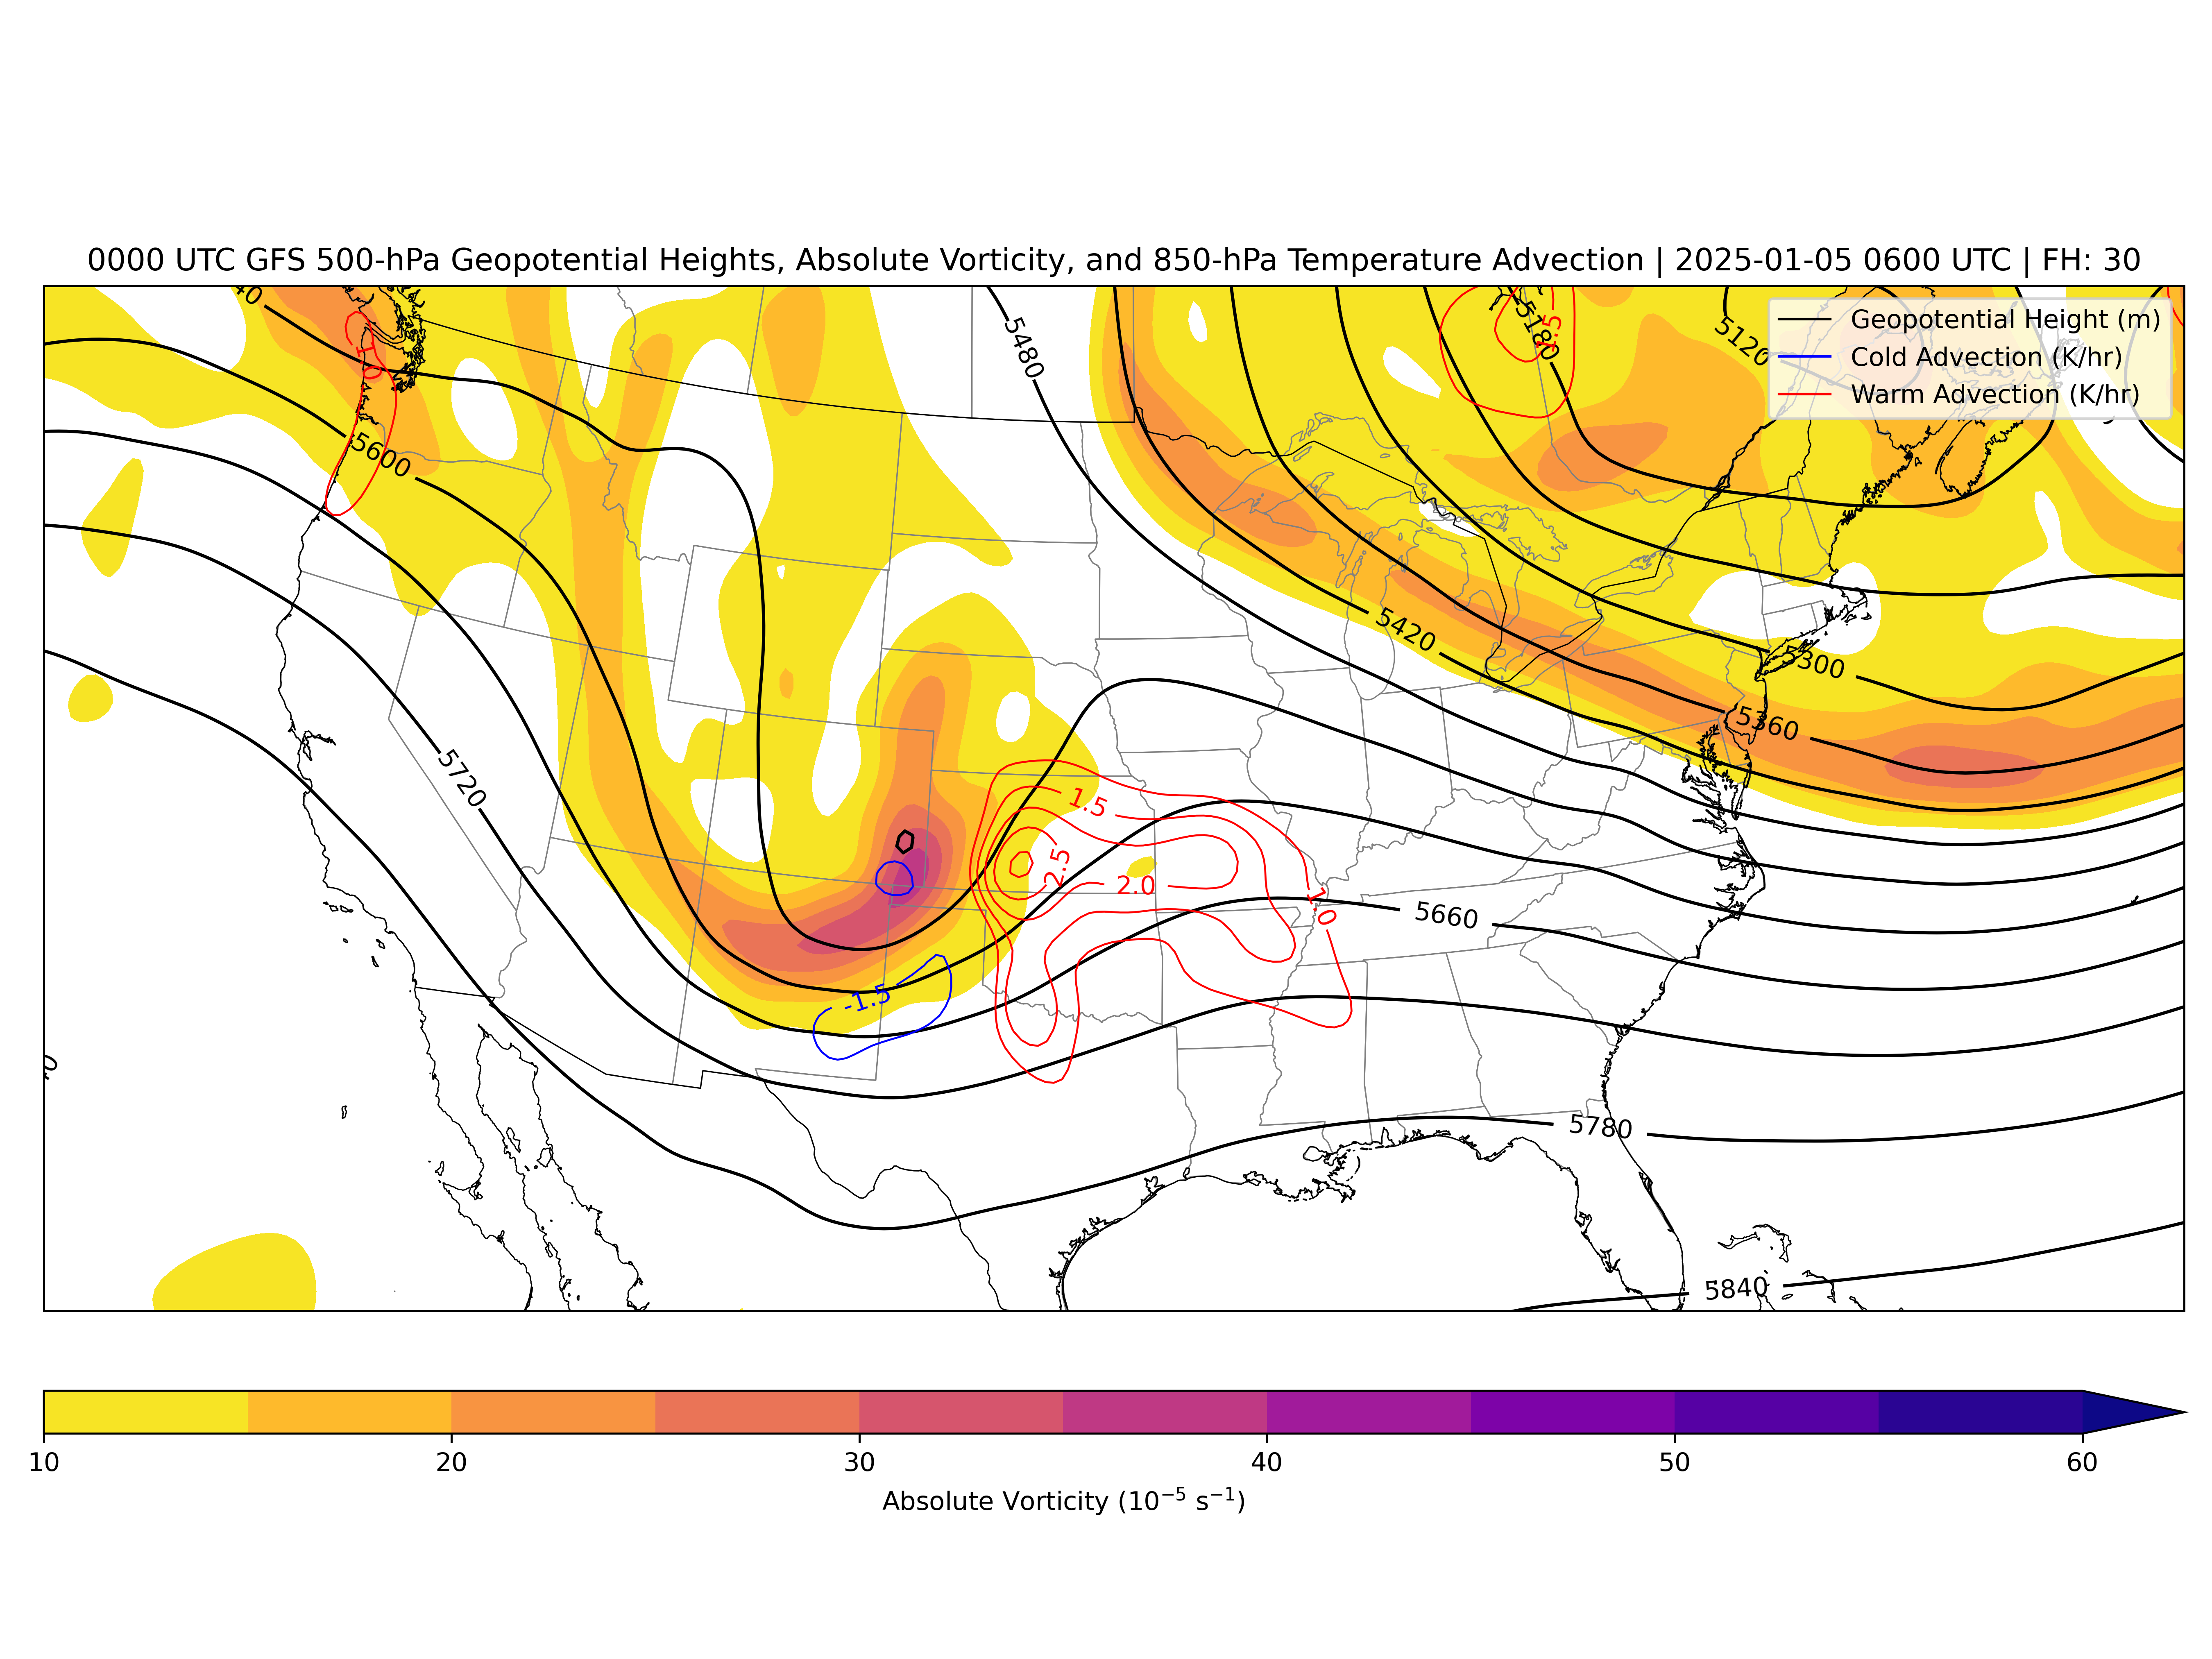 0000 UTC GFS 500-hPa Geopotential Heights, Absolute Vorticity, and 850-hPa Temperature Advection | 2025-01-05 0600 UTC | FH: 30
5480
5180
5120
Geopotential Height (m)
Cold Advection (K/hr)
Warm Advection (K/hr)
1.0
5600
5420
5300
5360
5720
1.5
2.5
2.0
1.0
5660
-1.5
5780
5840
10 20 30 40 50 60
Absolute Vorticity (10⁻⁵ s⁻¹)